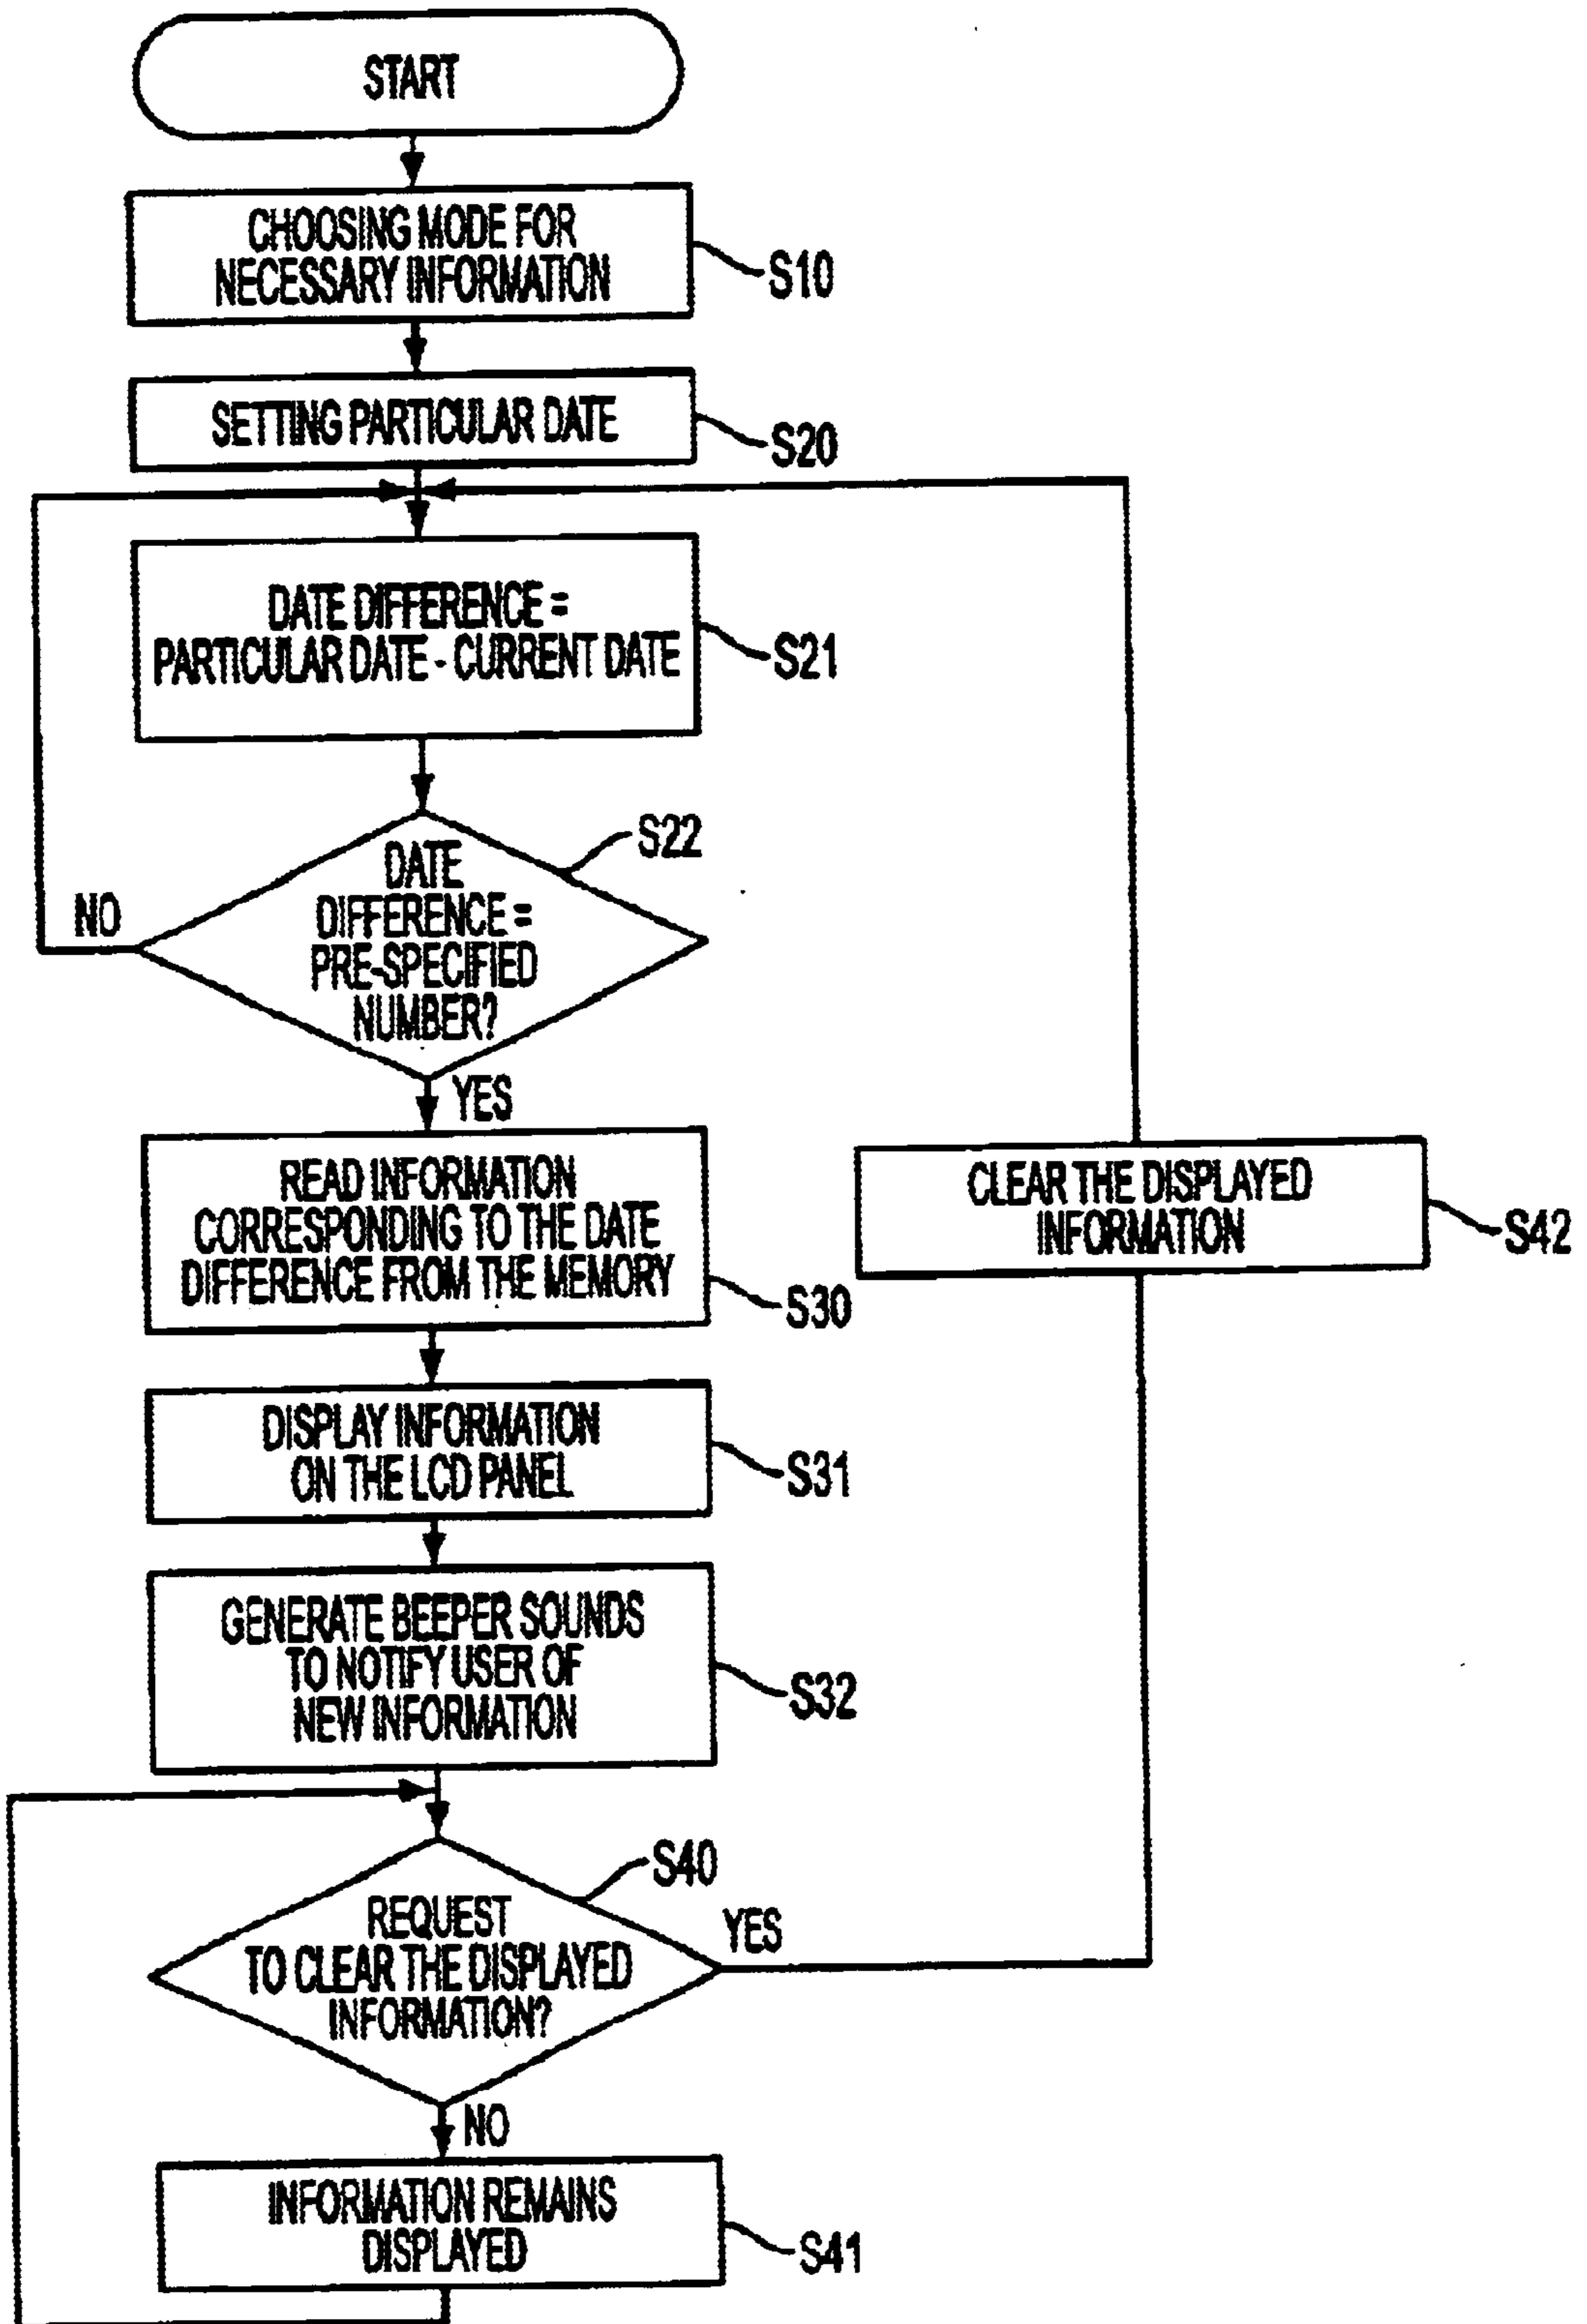 START
CHOOSING MODE FOR
NECESSARY INFORMATION
S10
SETTING PARTICULAR DATE
S20
DATE DIFFERENCE =
PARTICULAR DATE - CURRENT DATE
S21
S22
DATE
DIFFERENCE =
PRE-SPECIFIED
NUMBER?
NO
YES
READ INFORMATION
CORRESPONDING TO THE DATE
DIFFERENCE FROM THE MEMORY
S30
CLEAR THE DISPLAYED
INFORMATION
S42
DISPLAY INFORMATION
ON THE LCD PANEL
S31
GENERATE BEEPER SOUNDS
TO NOTIFY USER OF
NEW INFORMATION
S32
S40
REQUEST
TO CLEAR THE DISPLAYED
INFORMATION?
YES
NO
INFORMATION REMAINS
DISPLAYED
S41